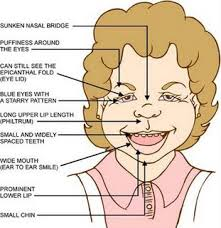 SUNKEN NASAL BRIDGE
PUFFINESS AROUND
THE EYES
CAN STILL SEE THE
EPICANTHAL FOLD
(EYE LID)
BLUE EYES WITH
A STARRY PATTERN
LONG UPPER LIP LENGTH
(PHILTRUM)
SMALL AND WIDELY
SPACED TEETH
WIDE MOUTH
(EAR TO EAR SMILE)
PROMINENT
LOWER LIP
SMALL CHIN